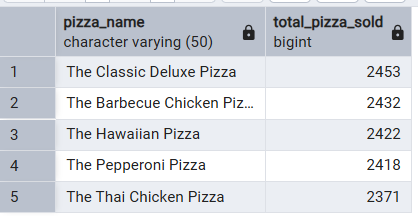 pizza_name total_pizza_sold
character varying (50) bigint
1 The Classic Deluxe Pizza 2453
2 The Barbecue Chicken Piz... 2432
3 The Hawaiian Pizza 2422
4 The Pepperoni Pizza 2418
5 The Thai Chicken Pizza 2371